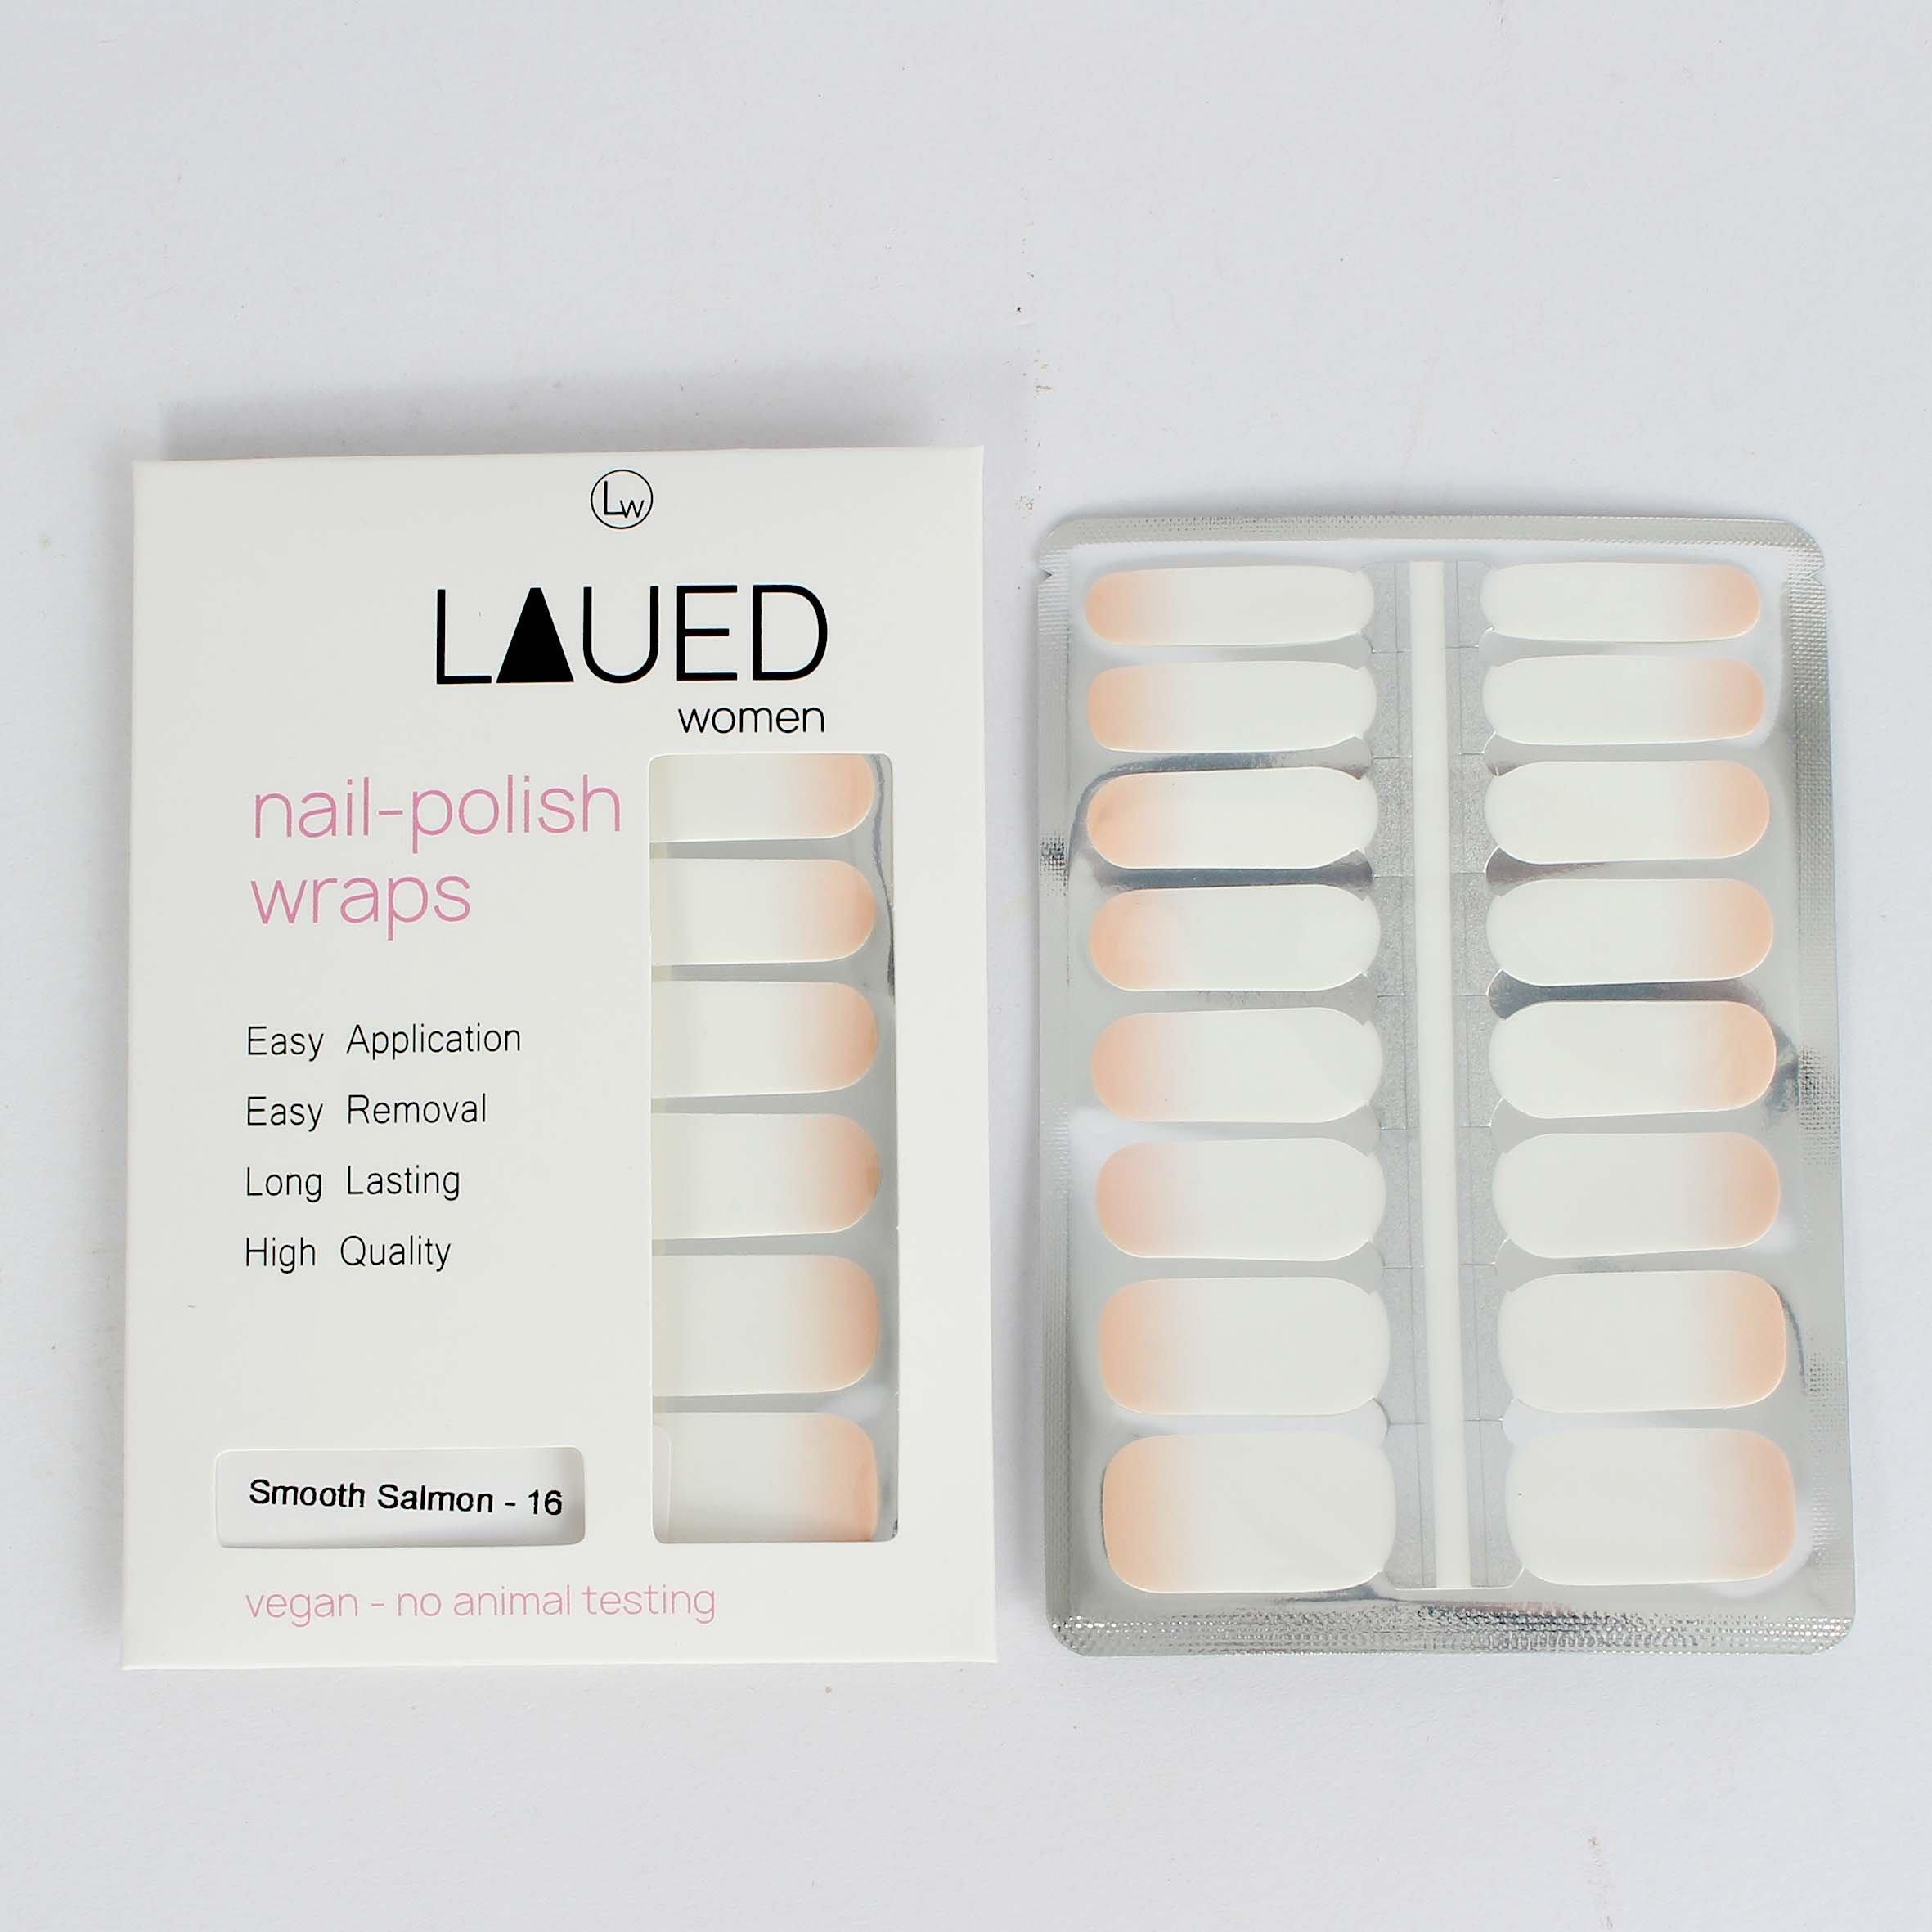 Lw
LAUED
women
nail-polish
wraps
Easy Application
Easy Removal
Long Lasting
High Quality
Smooth Salmon - 16
vegan - no animal testing